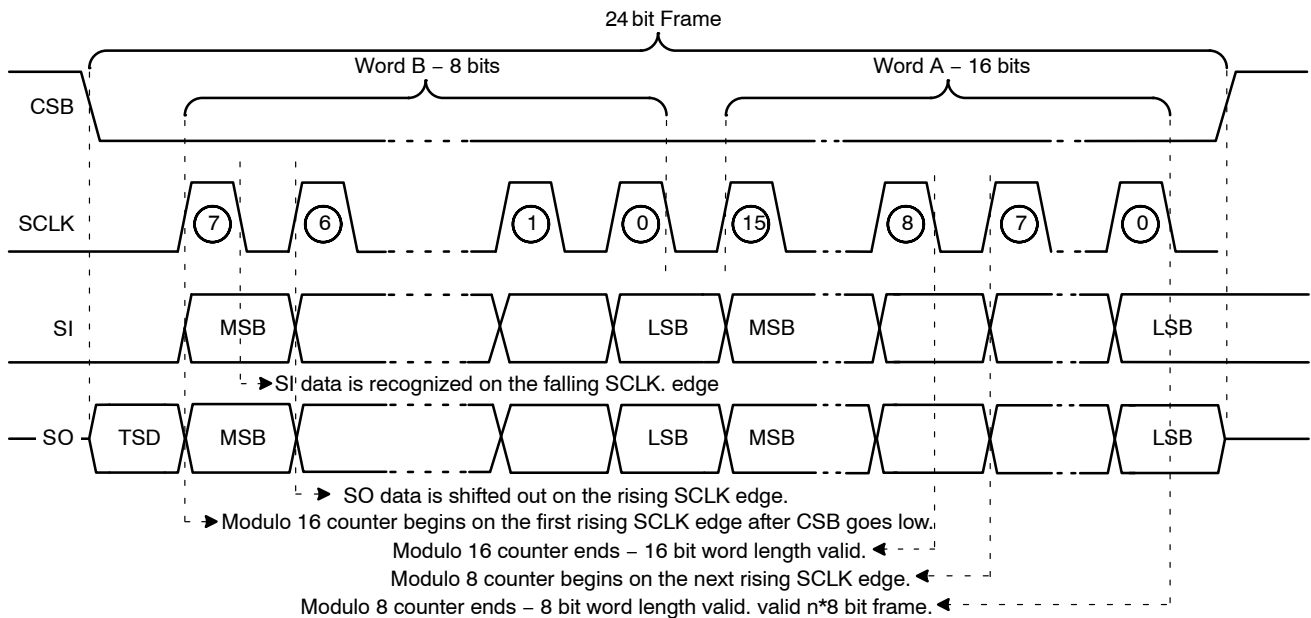 24 bit Frame
Word B – 8 bits
Word A – 16 bits
CSB
SCLK
7
6
1
0
15
8
7
0
SI
MSB
LSB
MSB
LSB
SI data is recognized on the falling SCLK. edge
SO
TSD
MSB
LSB
MSB
LSB
SO data is shifted out on the rising SCLK edge.
Modulo 16 counter begins on the first rising SCLK edge after CSB goes low.
Modulo 16 counter ends – 16 bit word length valid.
Modulo 8 counter begins on the next rising SCLK edge.
Modulo 8 counter ends – 8 bit word length valid. valid n*8 bit frame.